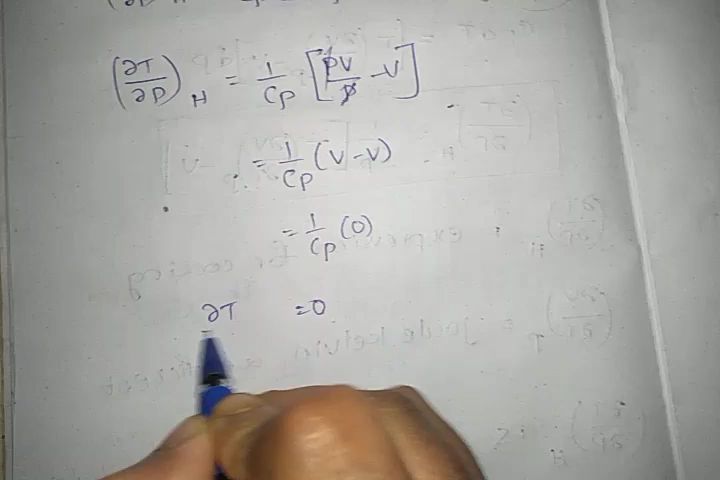 (∂T/∂P)_H = 1/Cp [pV/p - V]
= 1/Cp (V - V)
= 1/Cp (0)
∂T = 0